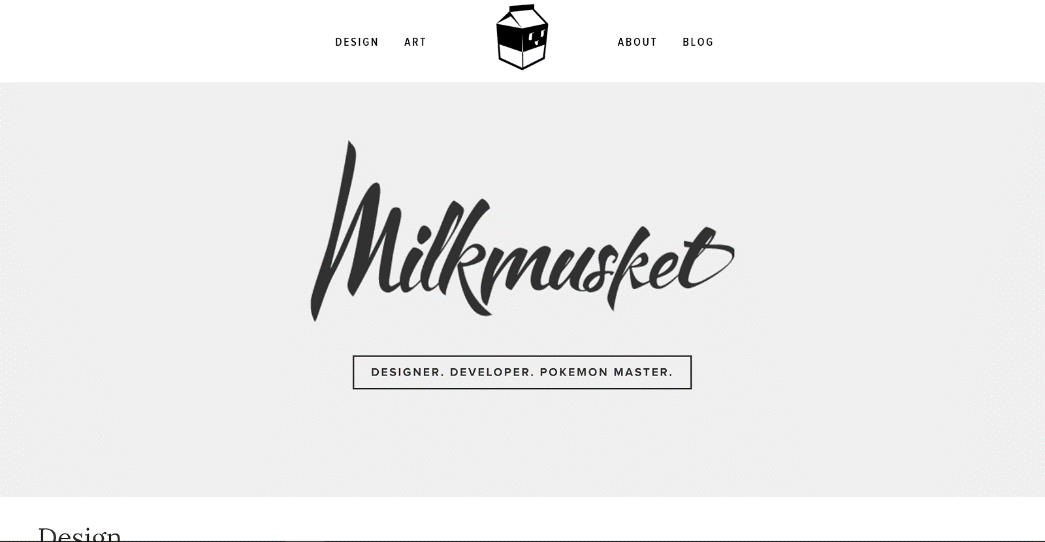 DESIGN ART ABOUT BLOG
Milkmusket
DESIGNER. DEVELOPER. POKEMON MASTER.
Design